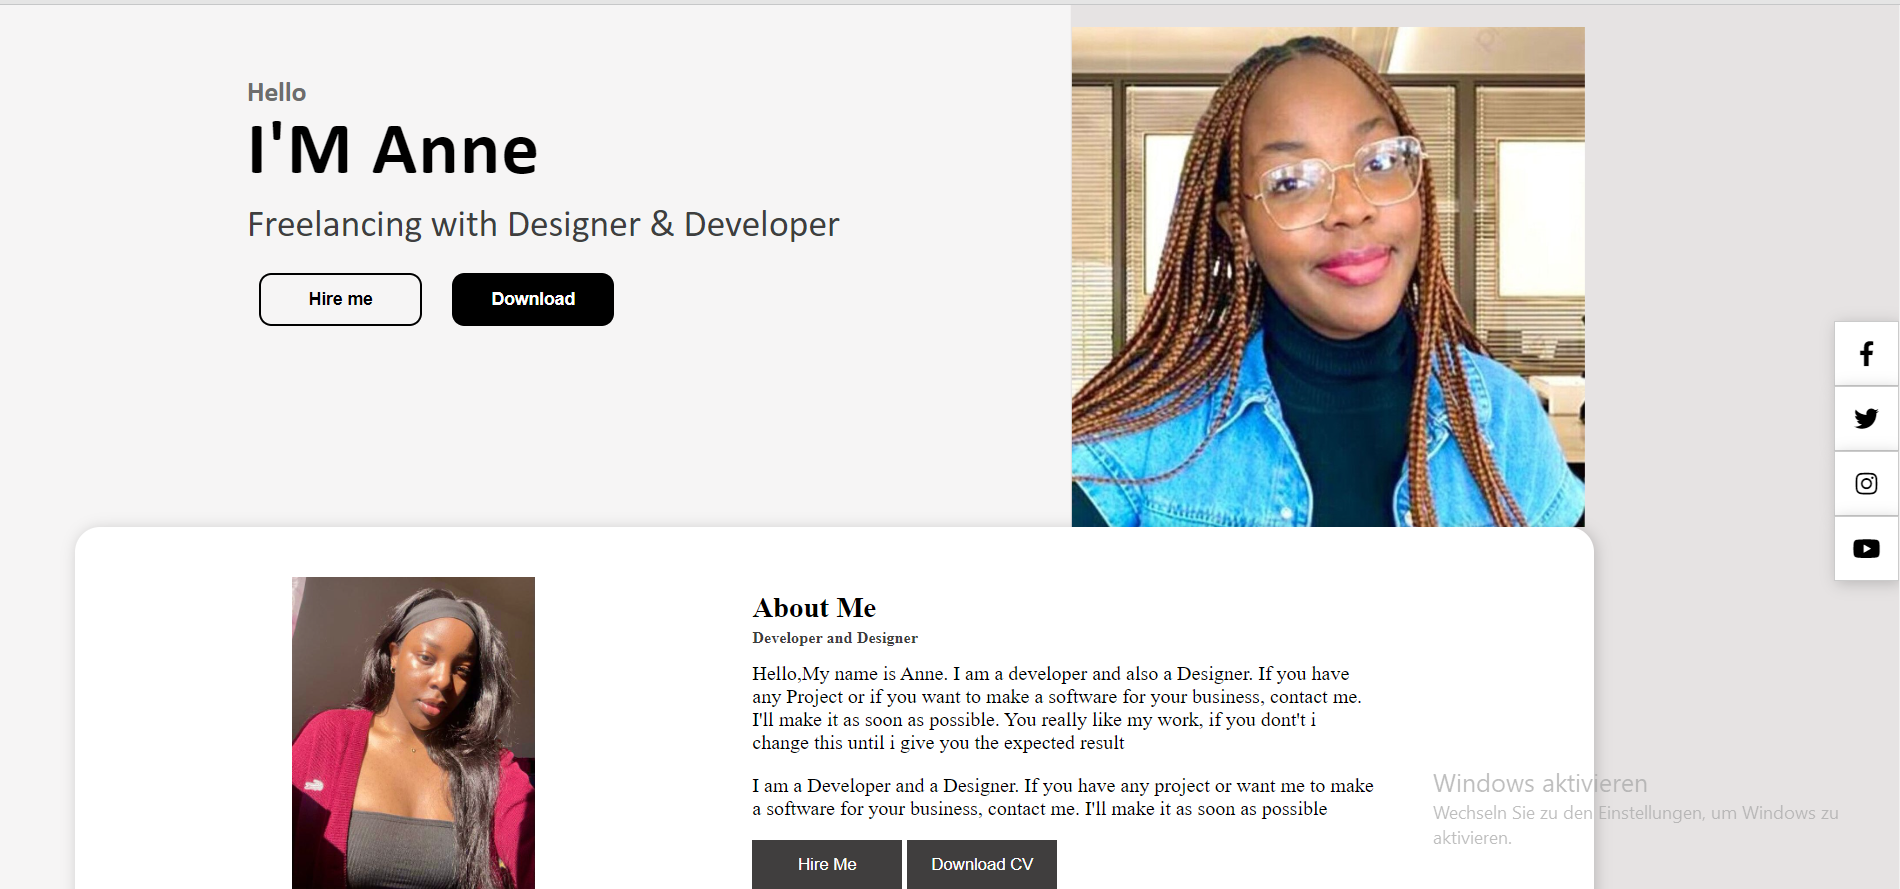 Hello
I'M Anne
Freelancing with Designer & Developer
Hire me
Download
About Me
Developer and Designer
Hello,My name is Anne. I am a developer and also a Designer. If you have
any Project or if you want to make a software for your business, contact me.
I'll make it as soon as possible. You really like my work, if you dont't i
change this until i give you the expected result
I am a Developer and a Designer. If you have any project or want me to make
a software for your business, contact me. I'll make it as soon as possible
Hire Me
Download CV
Windows aktivieren
Wechseln Sie zu den Einstellungen, um Windows zu
aktivieren.